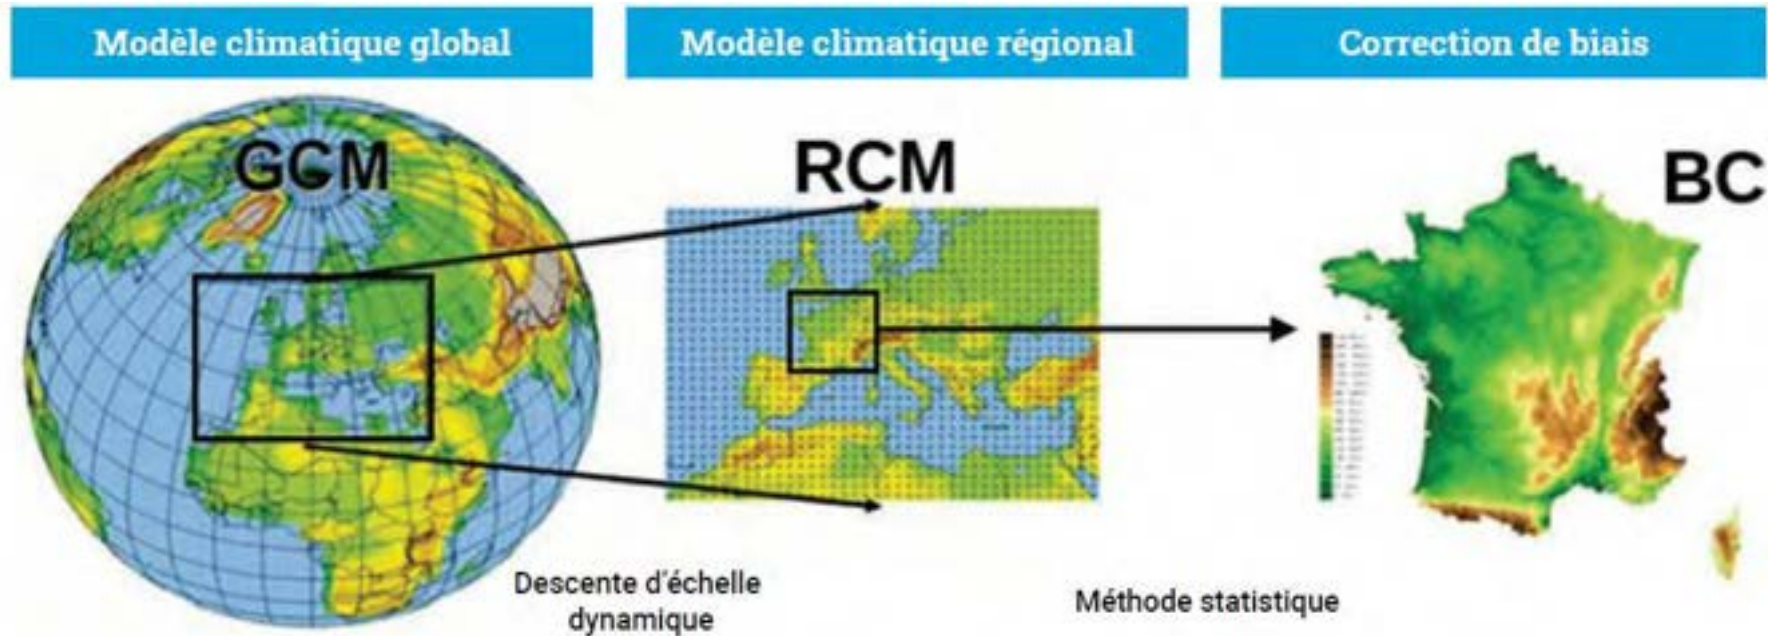 Modèle climatique global
Modèle climatique régional
Correction de biais
GCM
RCM
BC
Descente d'échelle
dynamique
Méthode statistique